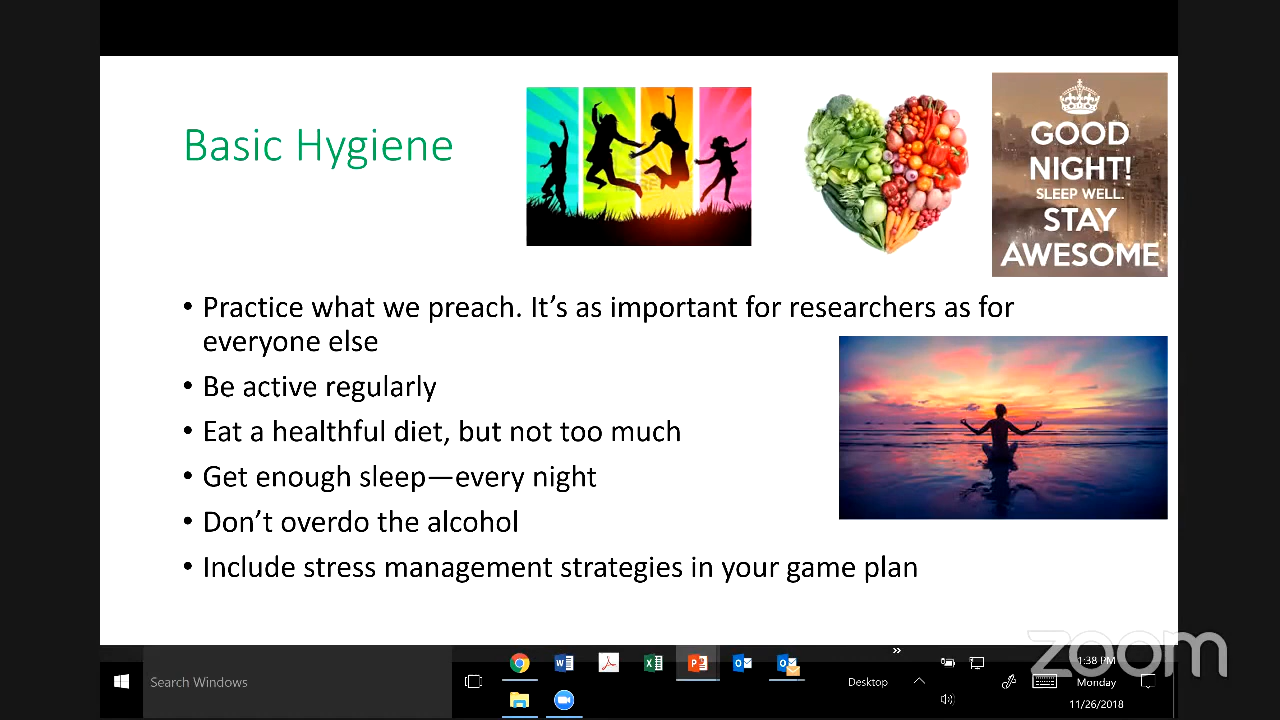 Basic Hygiene
GOOD
NIGHT!
SLEEP WELL.
STAY
AWESOME
• Practice what we preach. It’s as important for researchers as for
everyone else
• Be active regularly
• Eat a healthful diet, but not too much
• Get enough sleep—every night
• Don’t overdo the alcohol
• Include stress management strategies in your game plan
zoom
Search Windows
Desktop
1:38 PM
Monday
11/26/2018